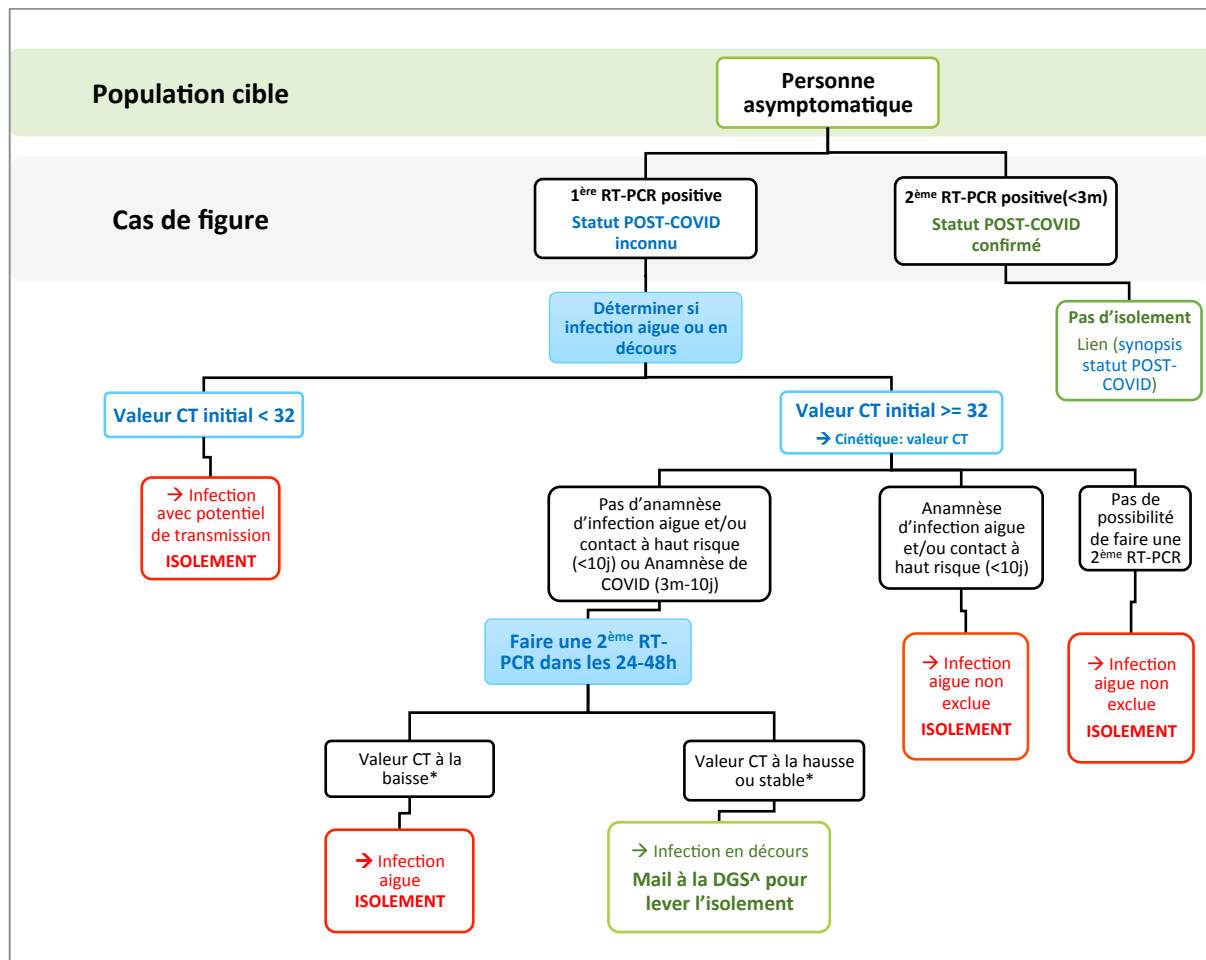 Population cible
Personne
asymptomatique
Cas de figure
1ère RT-PCR positive
Statut POST-COVID
inconnu
2ème RT-PCR positive(<3m)
Statut POST-COVID
confirmé
Déterminer si
infection aigue ou en
décours
Pas d'isolement
Lien (synopsis
statut POST-
COVID)
Valeur CT initial < 32
Valeur CT initial >= 32
→ Cinétique: valeur CT
→ Infection
avec potentiel
de transmission
ISOLEMENT
Pas d'anamnèse
d'infection aigue et/ou
contact à haut risque
(<10j) ou Anamnèse de
COVID (3m-10j)
Anamnèse
d'infection aigue
et/ou contact à
haut risque (<10j)
Pas de
possibilité
de faire une
2ème RT-PCR
Faire une 2ème RT-
PCR dans les 24-48h
→ Infection
aigue non
exclue
ISOLEMENT
→ Infection
aigue non
exclue
ISOLEMENT
Valeur CT à la
baisse*
Valeur CT à la hausse
ou stable*
→ Infection
aigue
ISOLEMENT
→ Infection en décours
Mail à la DGS^ pour
lever l'isolement